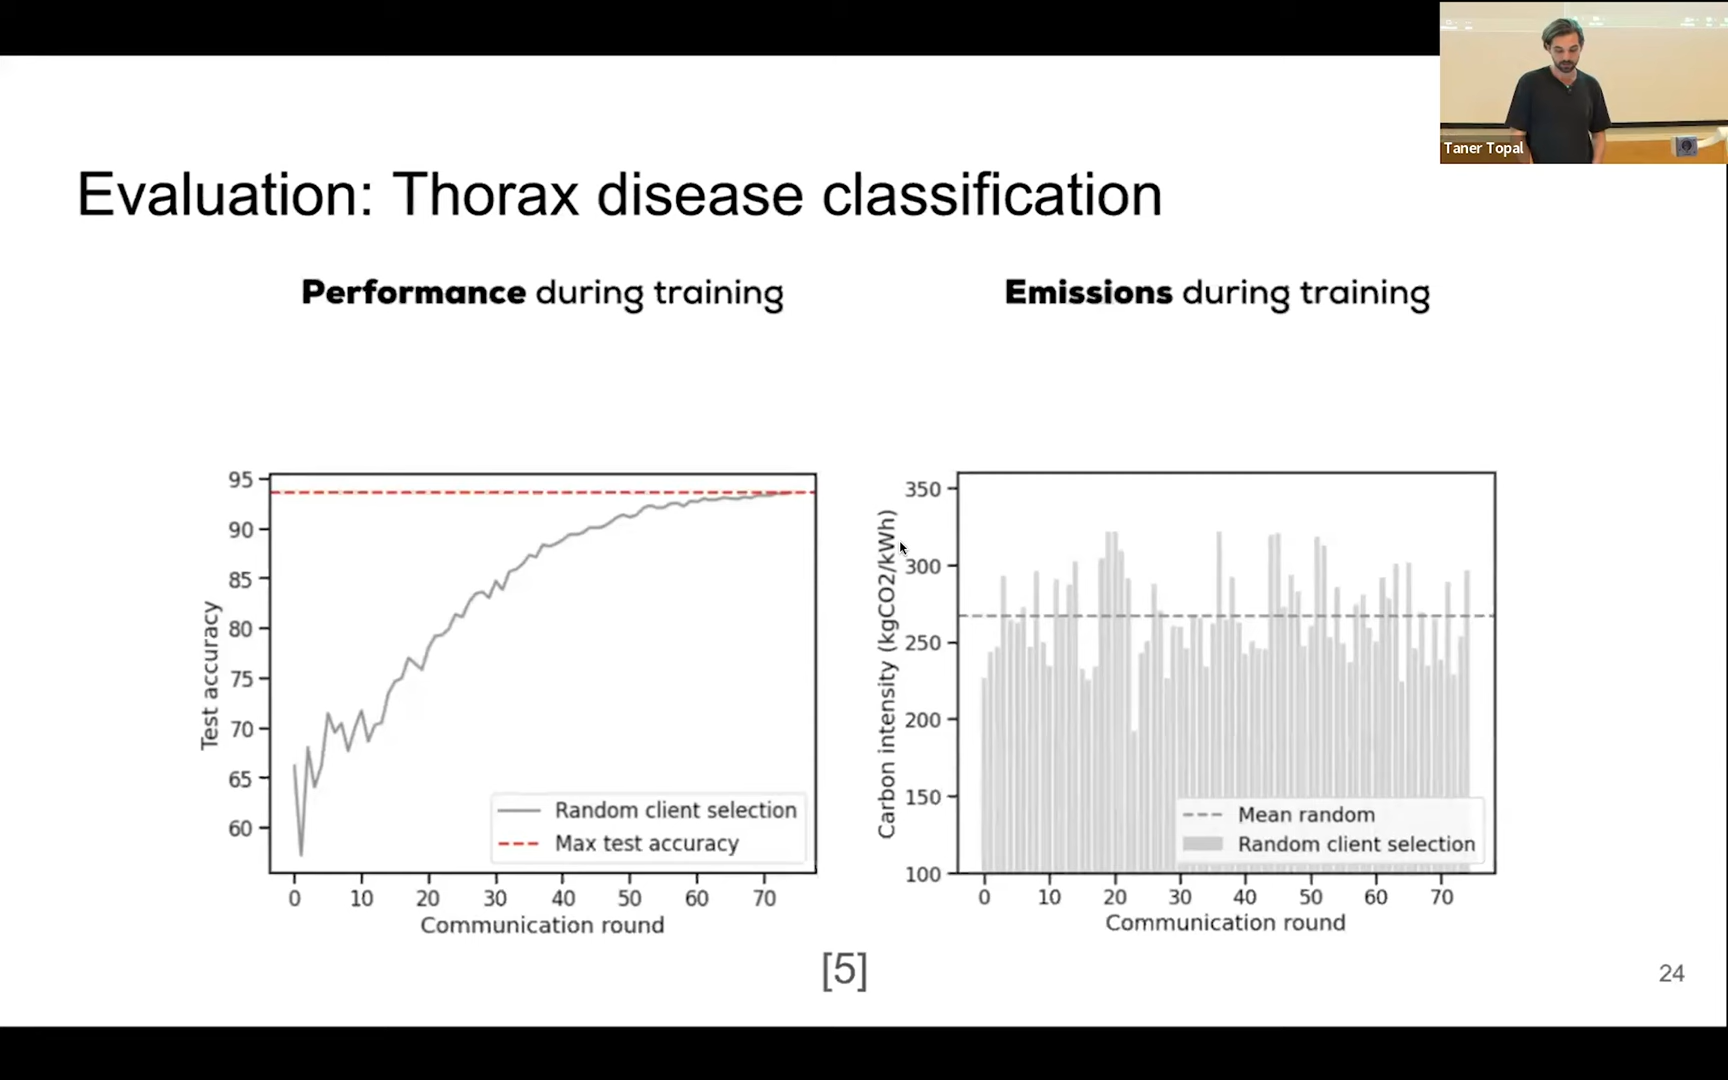 Taner Topal
Evaluation: Thorax disease classification
Performance during training
Test accuracy
95
90
85
80
75
70
65
60
Random client selection
Max test accuracy
0 10 20 30 40 50 60 70
Communication round
Emissions during training
Carbon intensity (kgCO2/kWh)
350
300
250
200
150
100
Mean random
Random client selection
0 10 20 30 40 50 60 70
Communication round
[5]
24